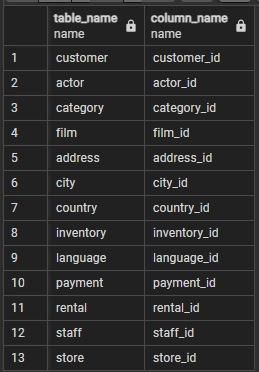 table_name column_name
name name
1 customer customer_id
2 actor actor_id
3 category category_id
4 film film_id
5 address address_id
6 city city_id
7 country country_id
8 inventory inventory_id
9 language language_id
10 payment payment_id
11 rental rental_id
12 staff staff_id
13 store store_id